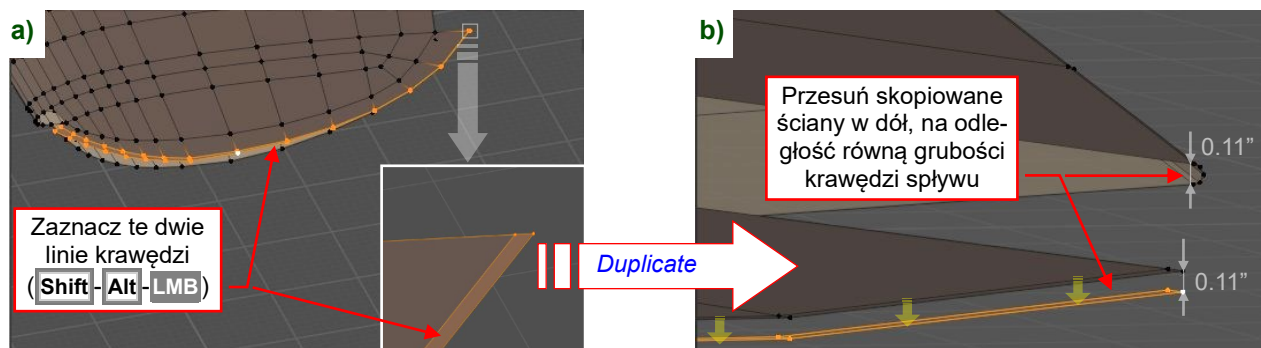 a)
Zaznacz te dwie
linie krawędzi
(Shift-Alt-LMB)
Duplicate
b)
Przesuń skopiowane
ściany w dół, na odle-
głość równą grubości
krawędzi spływu
0.11”
0.11”